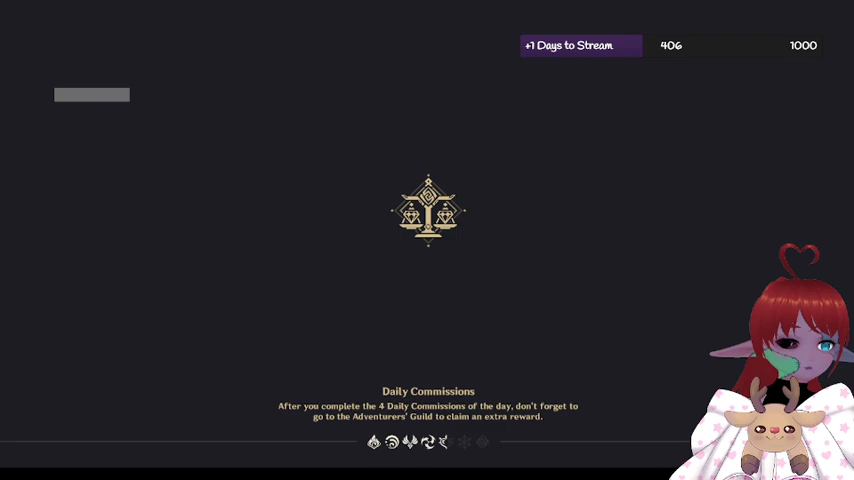 +1 Days to Stream 406 1000
Daily Commissions
After you complete the 4 Daily Commissions of the day, don't forget to
go to the Adventurers' Guild to claim an extra reward.